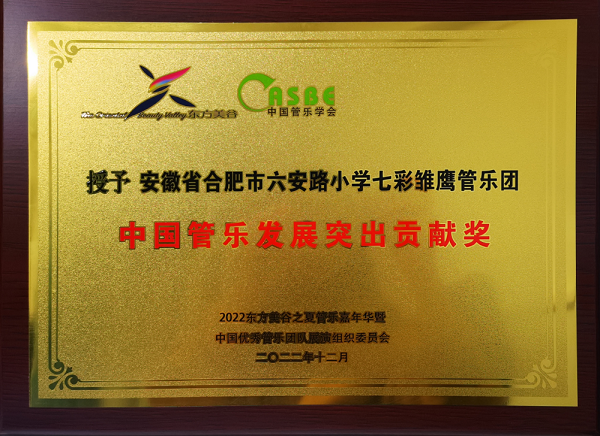 The Oriental Beauty Valley 东方美谷
CASBE
中国管乐学会
授予 安徽省合肥市六安路小学七彩雏鹰管乐团
中国管乐发展突出贡献奖
2022东方美谷之夏管乐嘉年华暨
中国优秀管乐团队展演组织委员会
二〇二二年十二月